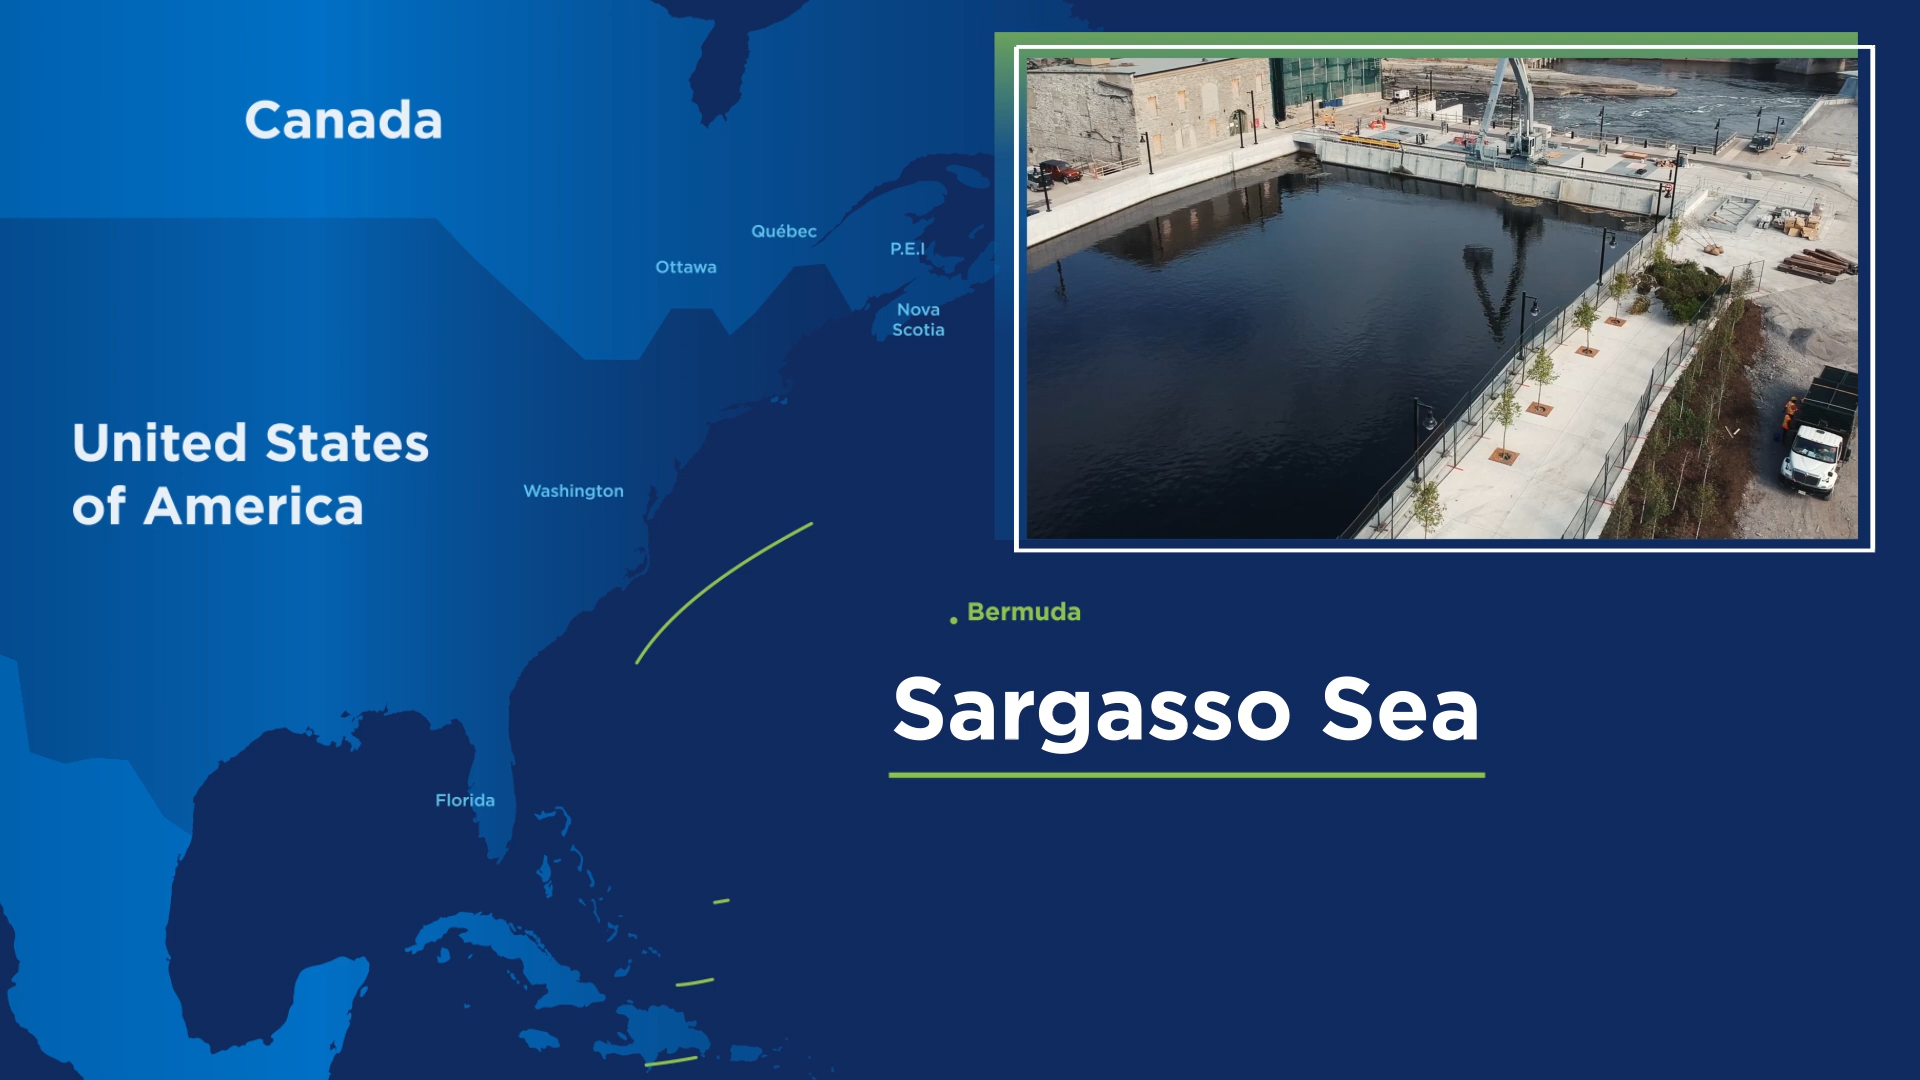 Canada
Québec
P.E.I
Ottawa
Nova
Scotia
United States
of America
Washington
Bermuda
Sargasso Sea
Florida